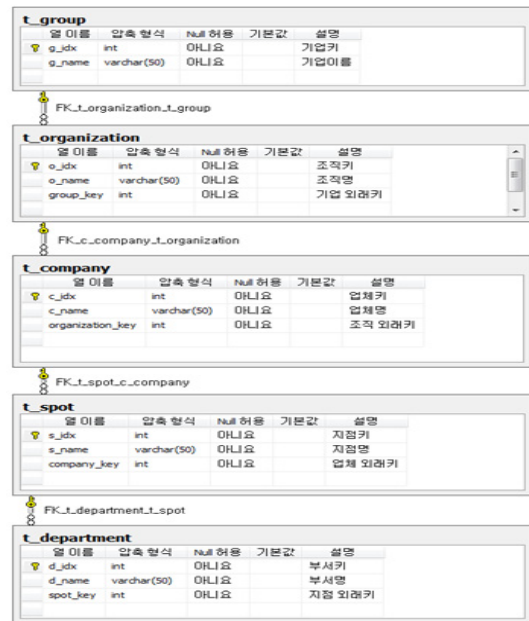 t_group
열 이름 압축 형식 Null 허용 기본값 설명
g_idx int 아니요 기업키
g_name varchar(50) 아니요 기업이름
FK_t_organization_t_group
t_organization
열 이름 압축 형식 Null 허용 기본값 설명
o_idx int 아니요 조직키
o_name varchar(50) 아니요 조직명
group_key int 아니요 기업 외래키
FK_c_company_t_organization
t_company
열 이름 압축 형식 Null 허용 기본값 설명
c_idx int 아니요 업체키
c_name varchar(50) 아니요 업체명
organization_key int 아니요 조직 외래키
FK_t_spot_c_company
t_spot
열 이름 압축 형식 Null 허용 기본값 설명
s_idx int 아니요 지점키
s_name varchar(50) 아니요 지점명
company_key int 아니요 업체 외래키
FK_t_department_t_spot
t_department
열 이름 압축 형식 Null 허용 기본값 설명
d_idx int 아니요 부서키
d_name varchar(50) 아니요 부서명
spot_key int 아니요 지점 외래키